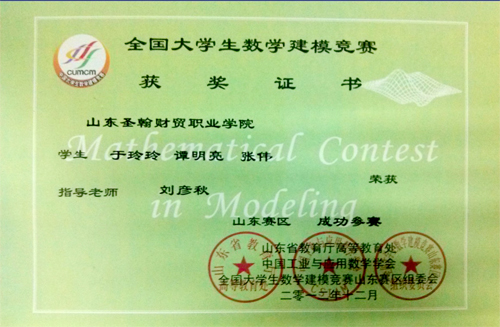 cumcm
全国大学生数学建模竞赛
获奖证书
山东圣翰财贸职业学院
Mathematical Contest
学生 于玲玲 谭明亮 张伟
荣获
指导老师 刘彦秋
in Modeling
山东赛区 成功参赛
山东省教育厅高等教育处
中国工业与应用数学学会
全国大学生数学建模竞赛山东赛区组委会
二零一二年十二月